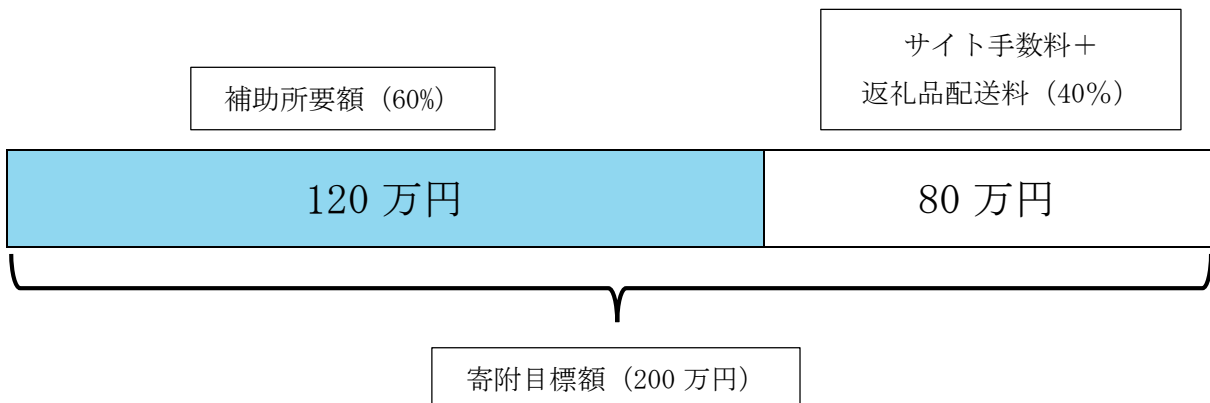 サイト手数料＋
返礼品配送料（40％）
補助所要額（60%）
120 万円
80 万円
寄附目標額（200 万円）